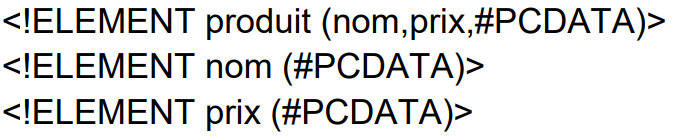 <!ELEMENT produit (nom,prix,#PCDATA)>
<!ELEMENT nom (#PCDATA)>
<!ELEMENT prix (#PCDATA)>